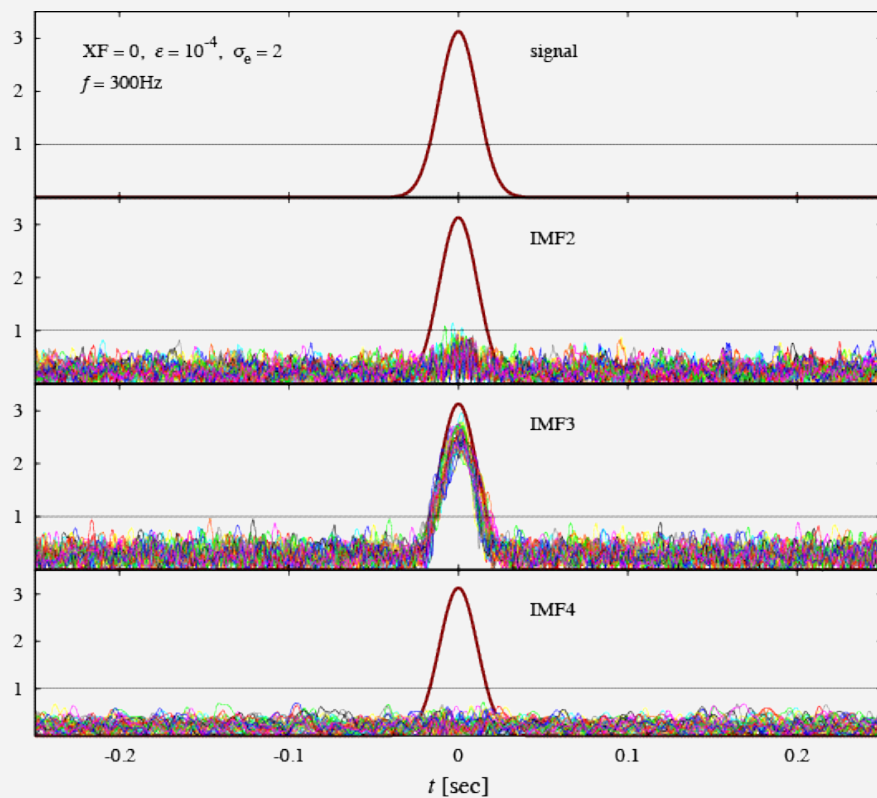 3
XF = 0, ε = 10⁻⁴, σₑ = 2
signal
f = 300Hz
2
1
3
IMF2
2
1
3
IMF3
2
1
3
IMF4
2
1
-0.2 -0.1 0 0.1 0.2
t [sec]